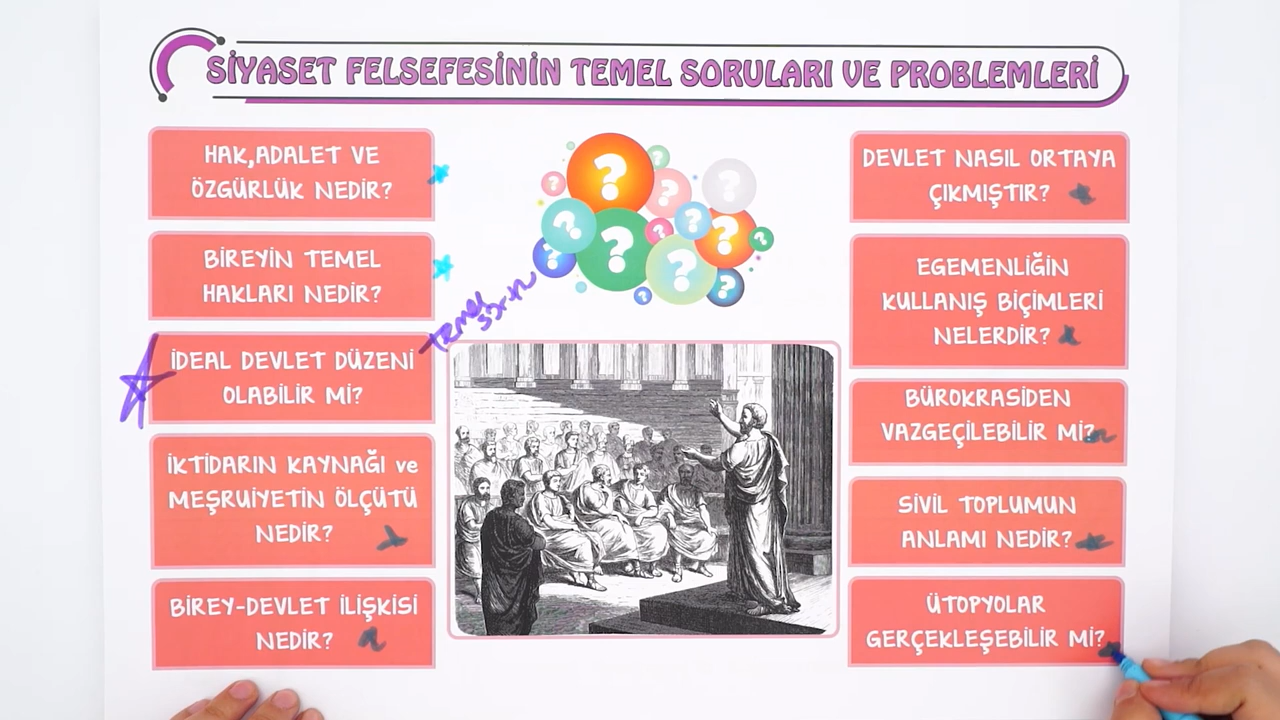 SİYASET FELSEFESİNİN TEMEL SORULARI VE PROBLEMLERİ
HAK,ADALET VE
ÖZGÜRLÜK NEDİR?
BİREYİN TEMEL
HAKLARI NEDİR?
İDEAL DEVLET DÜZENİ
OLABİLİR Mİ?
İKTİDARIN KAYNAĞI ve
MEŞRUİYETİN ÖLÇÜTÜ
NEDİR?
BİREY-DEVLET İLİŞKİSİ
NEDİR?
temel
? ? ? ? ? ? ? ? ? ? ? ? ?
DEVLET NASIL ORTAYA
ÇIKMIŞTIR?
EGEMENLİĞİN
KULLANIŞ BİÇİMLERİ
NELERDİR?
BÜROKRASİDEN
VAZGEÇİLEBİLİR Mİ?
SİVİL TOPLUMUN
ANLAMI NEDİR?
ÜTOPYOLAR
GERÇEKLEŞEBİLİR Mİ?